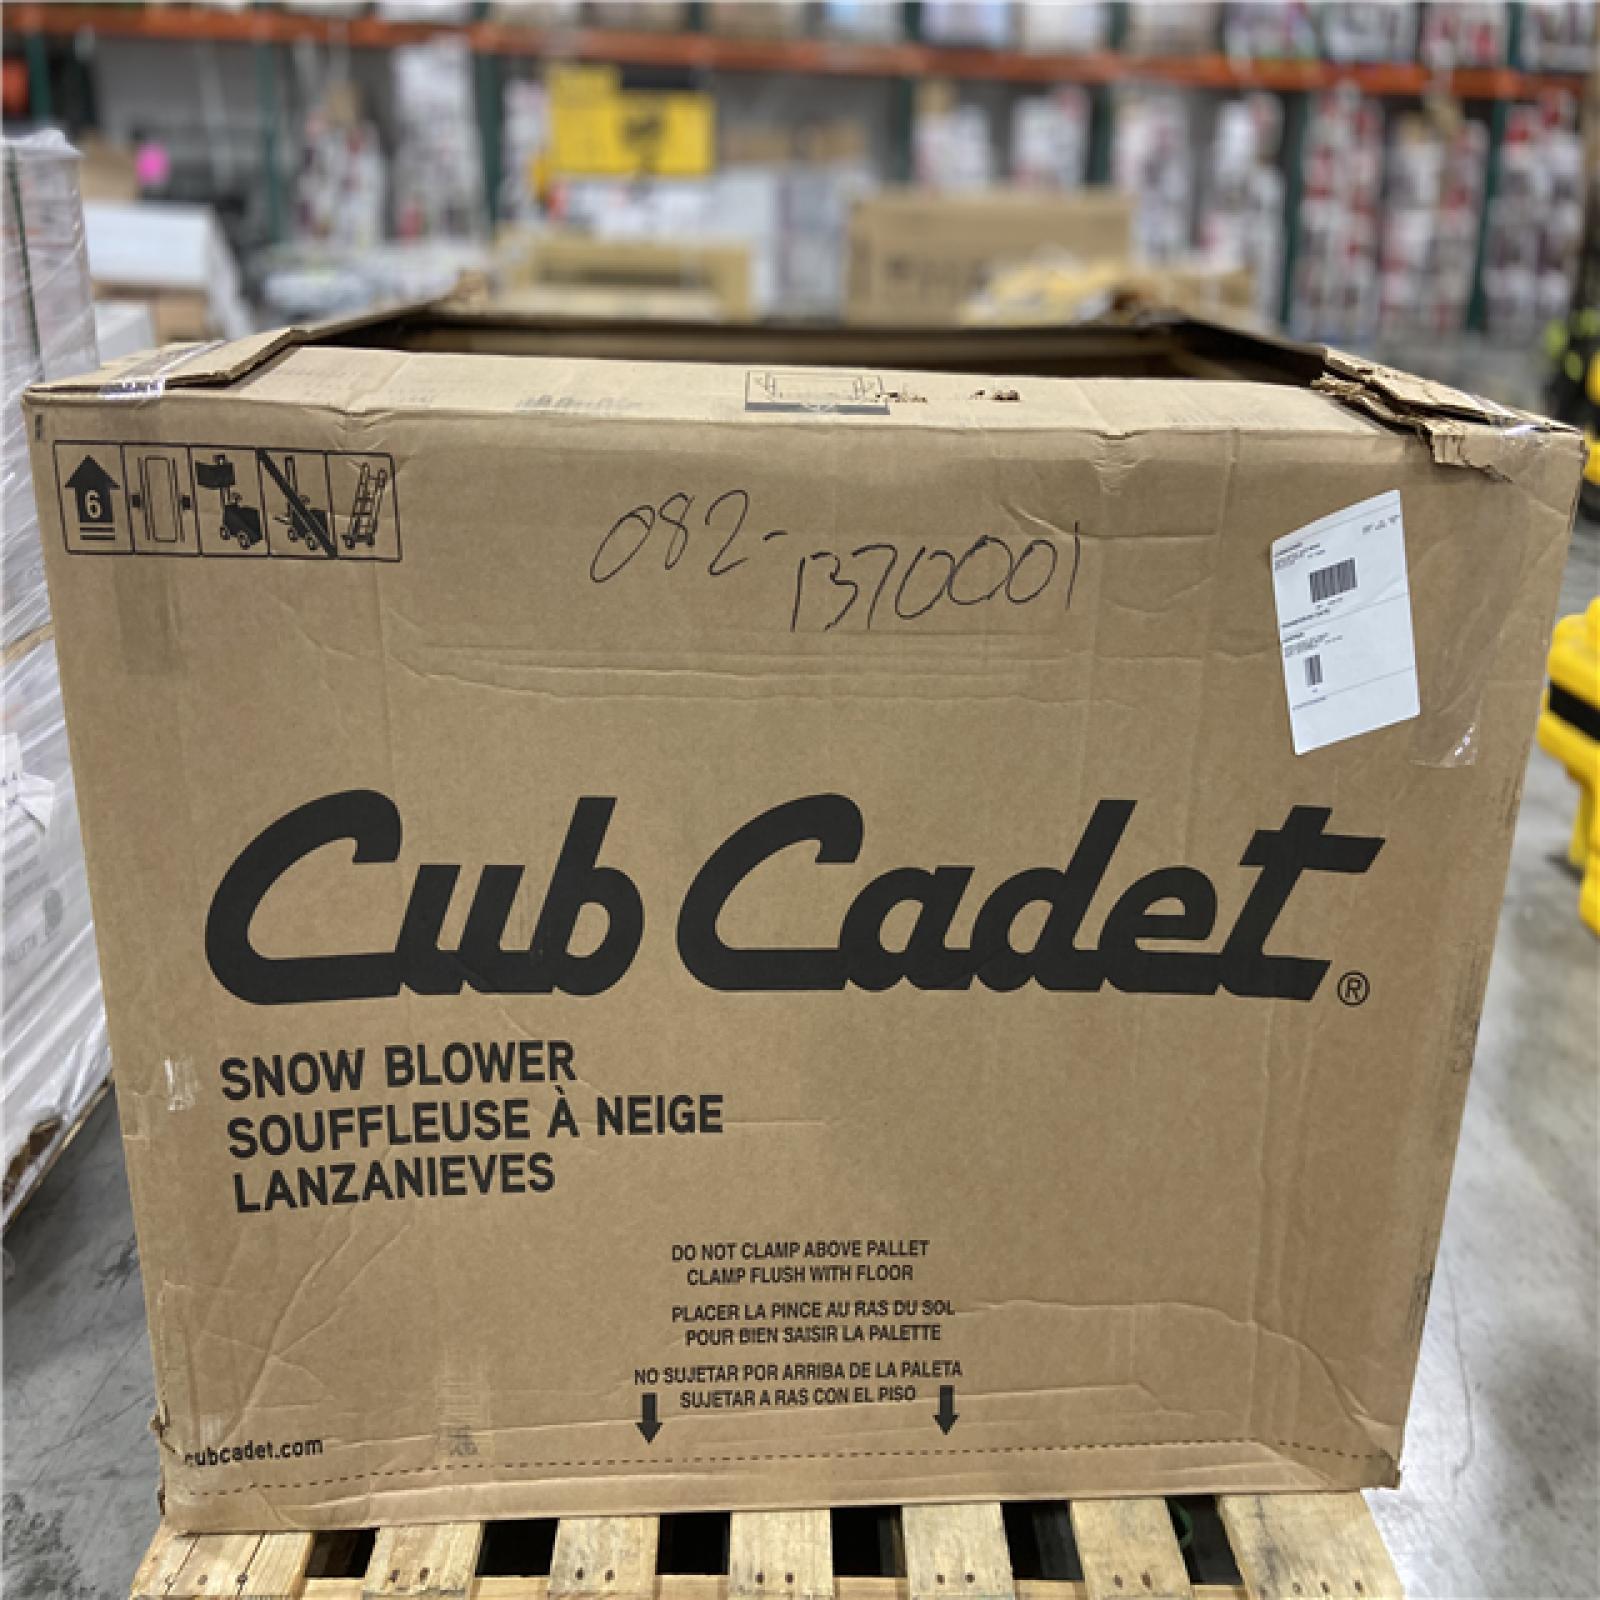 6
082-
1370001
Cub Cadet®
SNOW BLOWER
SOUFFLEUSE À NEIGE
LANZANIEVES
DO NOT CLAMP ABOVE PALLET
CLAMP FLUSH WITH FLOOR
PLACER LA PINCE AU RAS DU SOL
POUR BIEN SAISIR LA PALETTE
NO SUJETAR POR ARRIBA DE LA PALETA
SUJETAR A RAS CON EL PISO
cubcadet.com